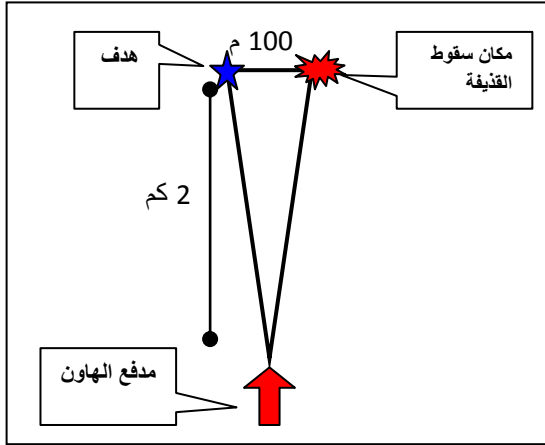 100 م
هدف
مكان سقوط
القذيفة
2 كم
مدفع الهاون